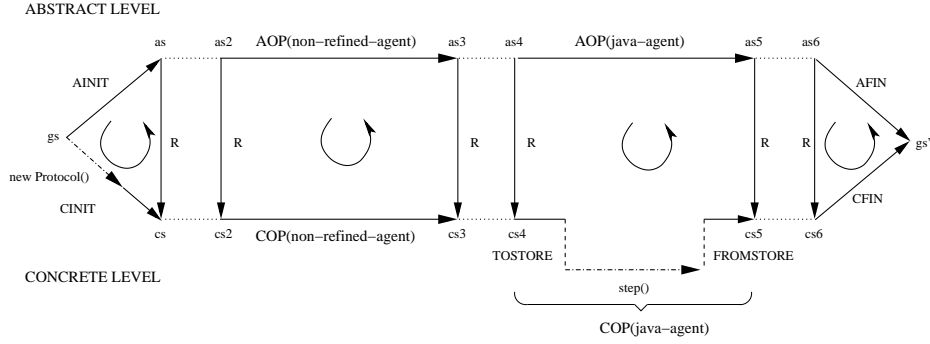 ABSTRACT LEVEL
as as2 AOP(non−refined−agent) as3 as4 AOP(java−agent) as5 as6
AINIT AFIN
gs R R R R R R gs'
new Protocol()
CINIT CFIN
cs cs2 COP(non−refined−agent) cs3 cs4 cs5 cs6
TOSTORE FROMSTORE
CONCRETE LEVEL
step()
COP(java−agent)